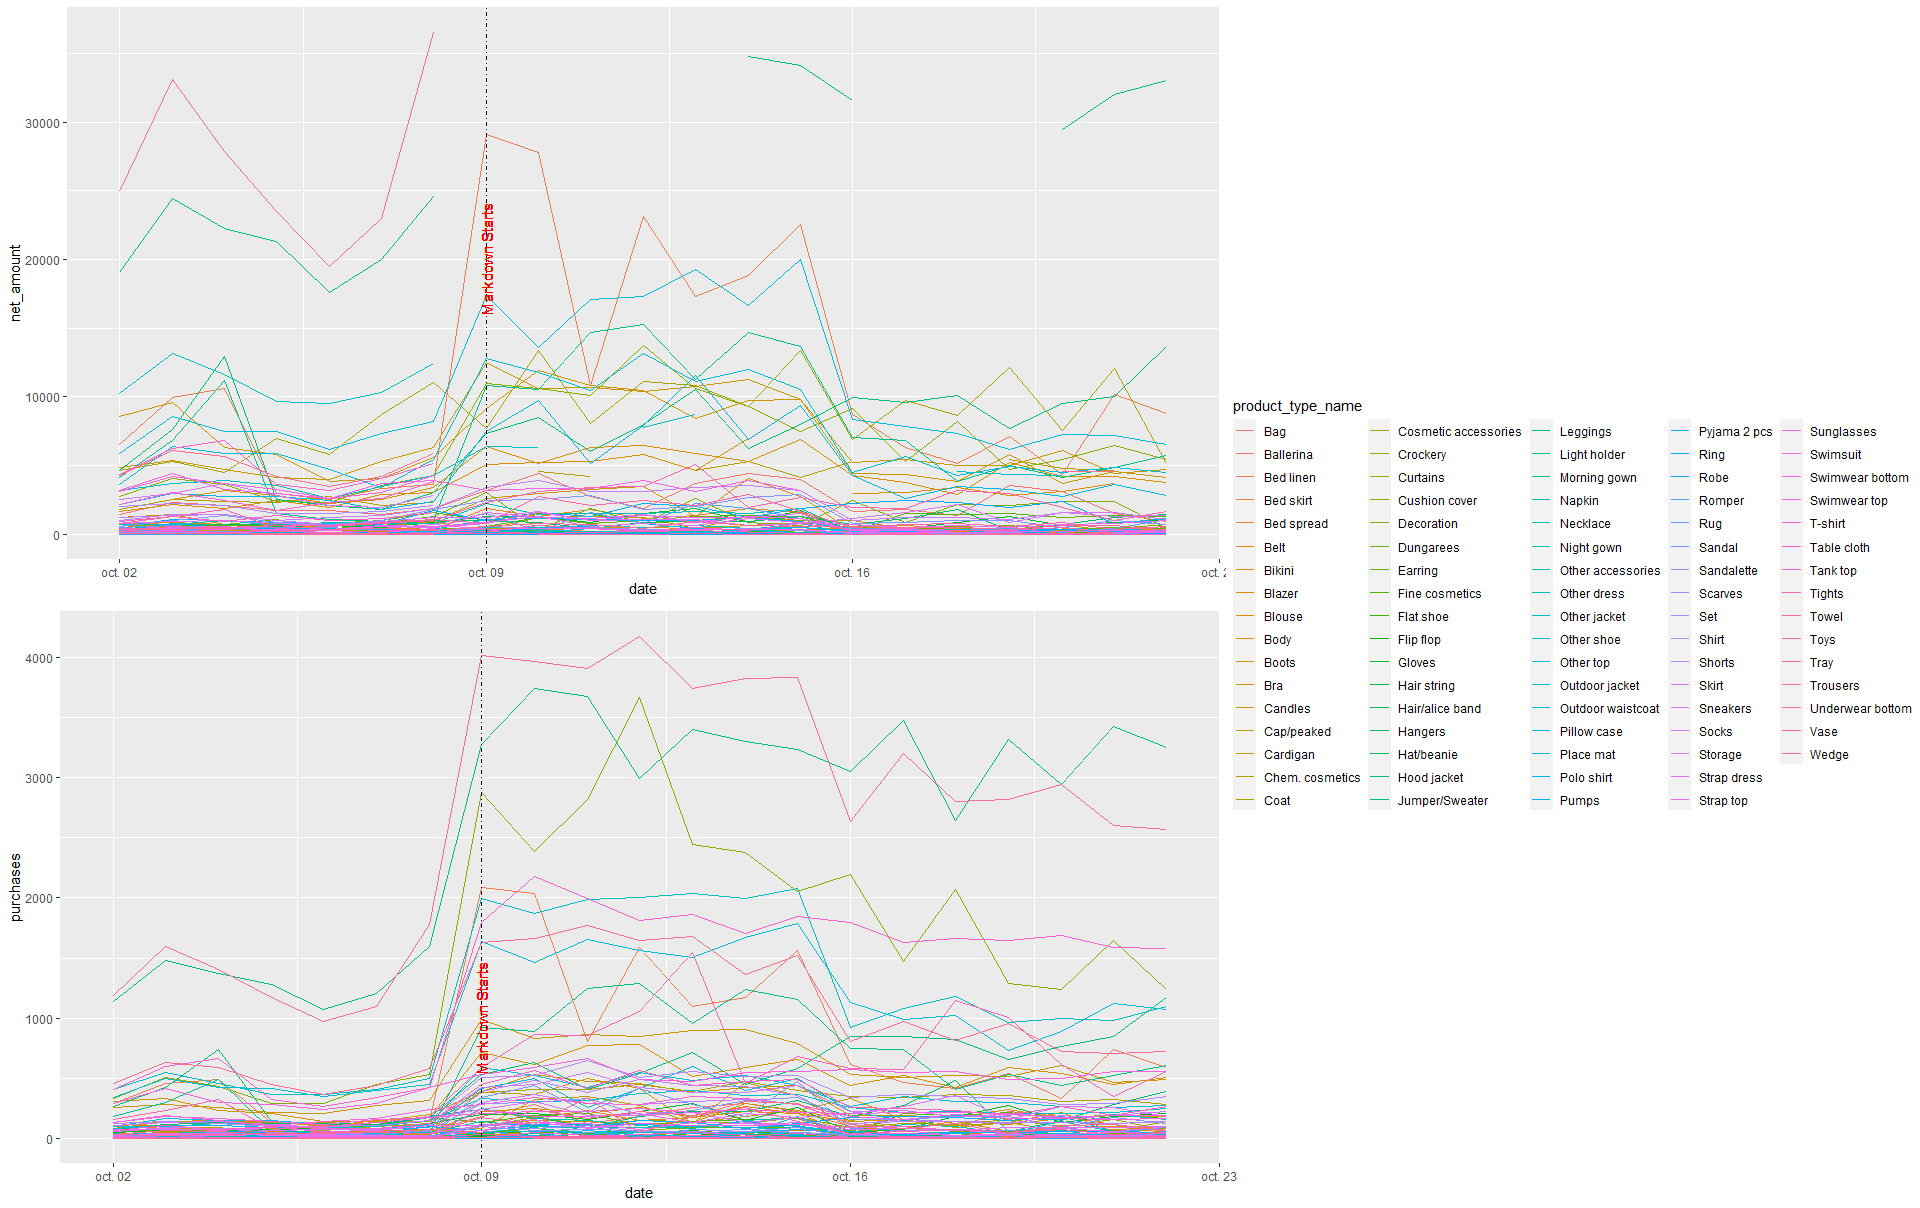 30000
20000
10000
0
net_amount
Markdown Starts
oct. 02
oct. 09
oct. 16
oct. 2
date
4000
3000
2000
1000
0
purchases
Markdown Starts
oct. 02
oct. 09
oct. 16
oct. 23
date
product_type_name
Bag
Ballerina
Bed linen
Bed skirt
Bed spread
Belt
Bikini
Blazer
Blouse
Body
Boots
Bra
Candles
Cap/peaked
Cardigan
Chem. cosmetics
Coat
Cosmetic accessories
Crockery
Curtains
Cushion cover
Decoration
Dungarees
Earring
Fine cosmetics
Flat shoe
Flip flop
Gloves
Hair string
Hair/alice band
Hangers
Hat/beanie
Hood jacket
Jumper/Sweater
Leggings
Light holder
Morning gown
Napkin
Necklace
Night gown
Other accessories
Other dress
Other jacket
Other shoe
Other top
Outdoor jacket
Outdoor waistcoat
Pillow case
Place mat
Polo shirt
Pumps
Pyjama 2 pcs
Ring
Robe
Romper
Rug
Sandal
Sandalette
Scarves
Set
Shirt
Shorts
Skirt
Sneakers
Socks
Storage
Strap dress
Strap top
Sunglasses
Swimsuit
Swimwear bottom
Swimwear top
T-shirt
Table cloth
Tank top
Tights
Towel
Toys
Tray
Trousers
Underwear bottom
Vase
Wedge